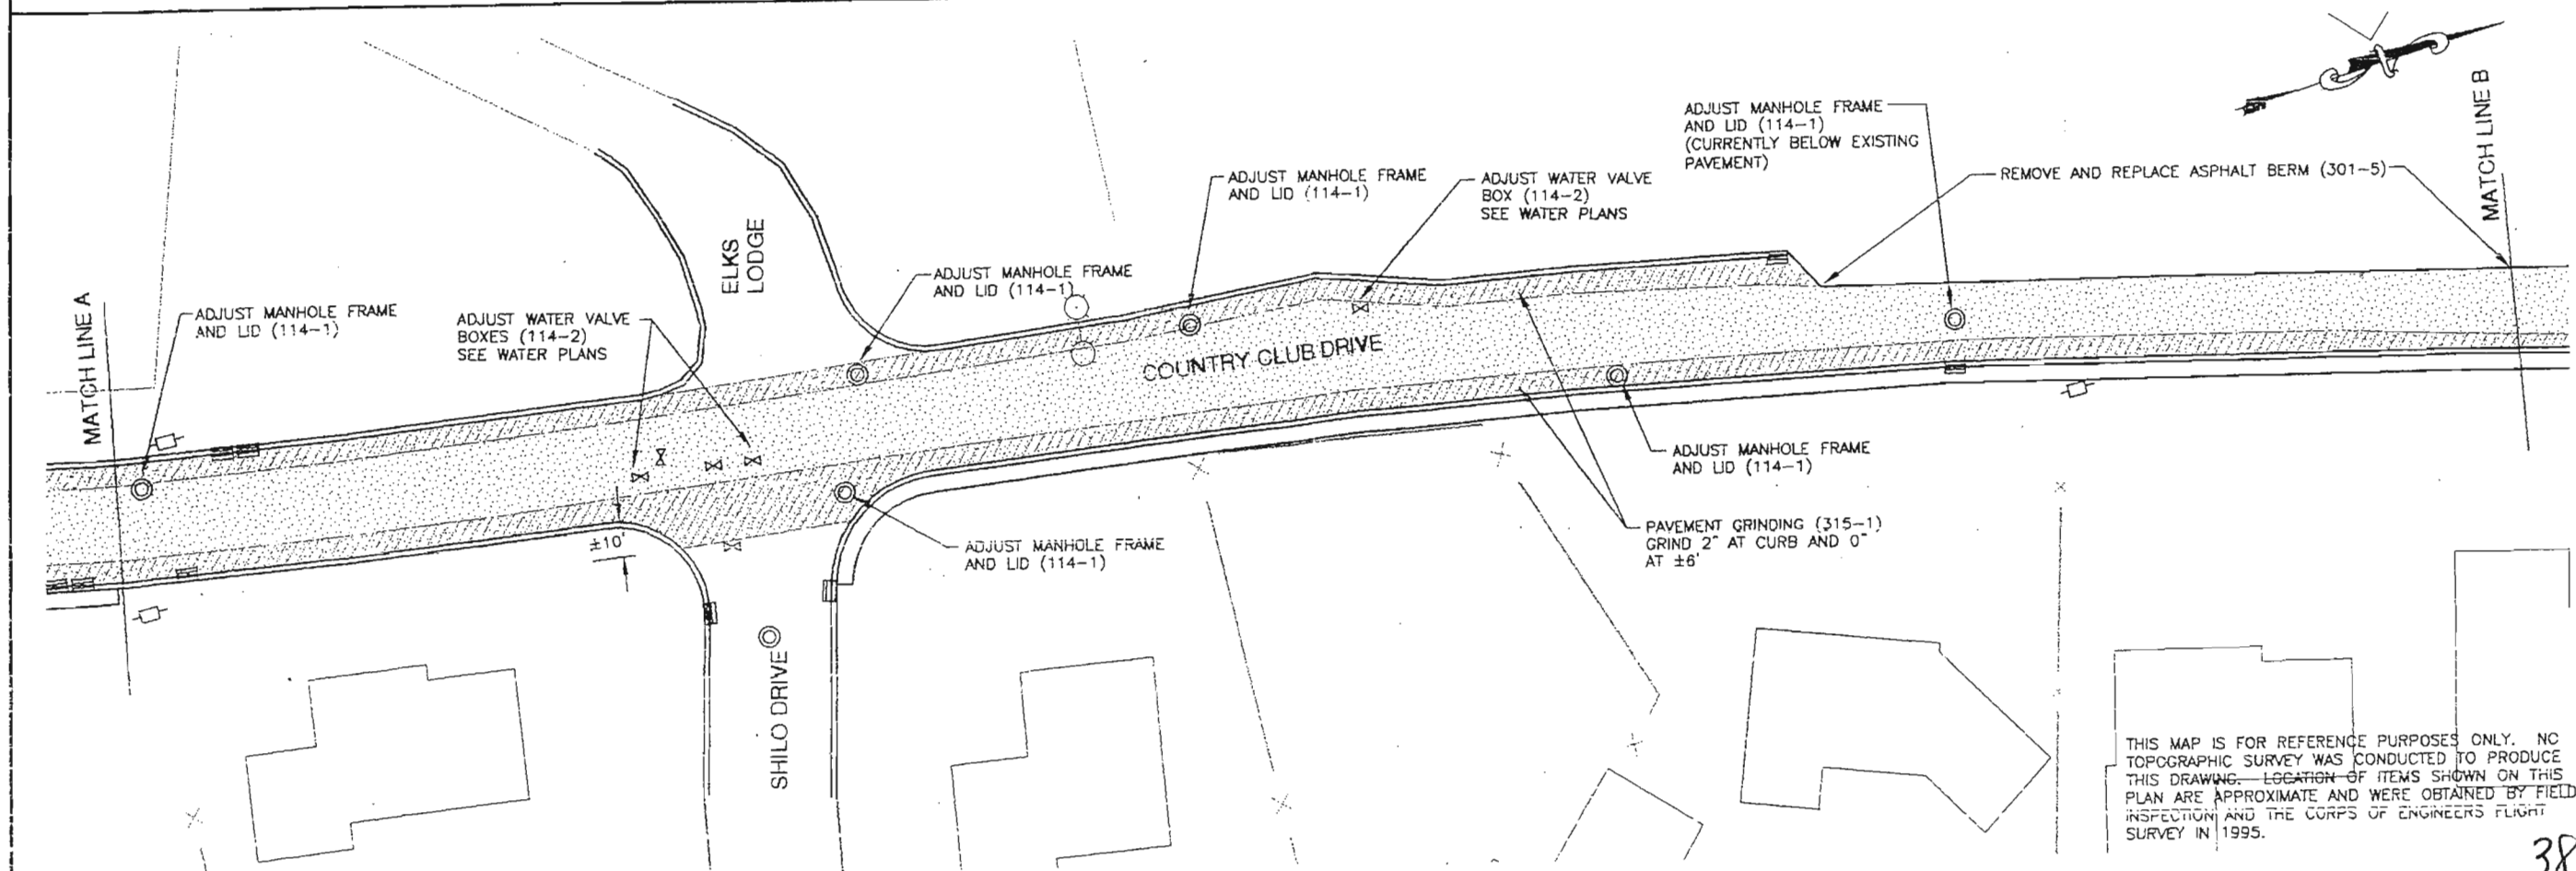 ADJUST MANHOLE FRAME
AND LID (114-1)
(CURRENTLY BELOW EXISTING
PAVEMENT)
REMOVE AND REPLACE ASPHALT BERM (301-5)
MATCH LINE B
ADJUST MANHOLE FRAME
AND LID (114-1)
ADJUST WATER VALVE
BOX (114-2)
SEE WATER PLANS
ELKS
LODGE
ADJUST MANHOLE FRAME
AND LID (114-1)
MATCH LINE A
ADJUST MANHOLE FRAME
AND LID (114-1)
ADJUST WATER VALVE
BOXES (114-2)
SEE WATER PLANS
COUNTRY CLUB DRIVE
ADJUST MANHOLE FRAME
AND LID (114-1)
±10'
ADJUST MANHOLE FRAME
AND LID (114-1)
PAVEMENT GRINDING (315-1)
GRIND 2" AT CURB AND 0"
AT ±6'
SHILO DRIVE
THIS MAP IS FOR REFERENCE PURPOSES ONLY. NO
TOPOGRAPHIC SURVEY WAS CONDUCTED TO PRODUCE
THIS DRAWING. LOCATION OF ITEMS SHOWN ON THIS
PLAN ARE APPROXIMATE AND WERE OBTAINED BY FIELD
INSPECTION AND THE CORPS OF ENGINEERS FLIGHT
SURVEY IN 1995.
38